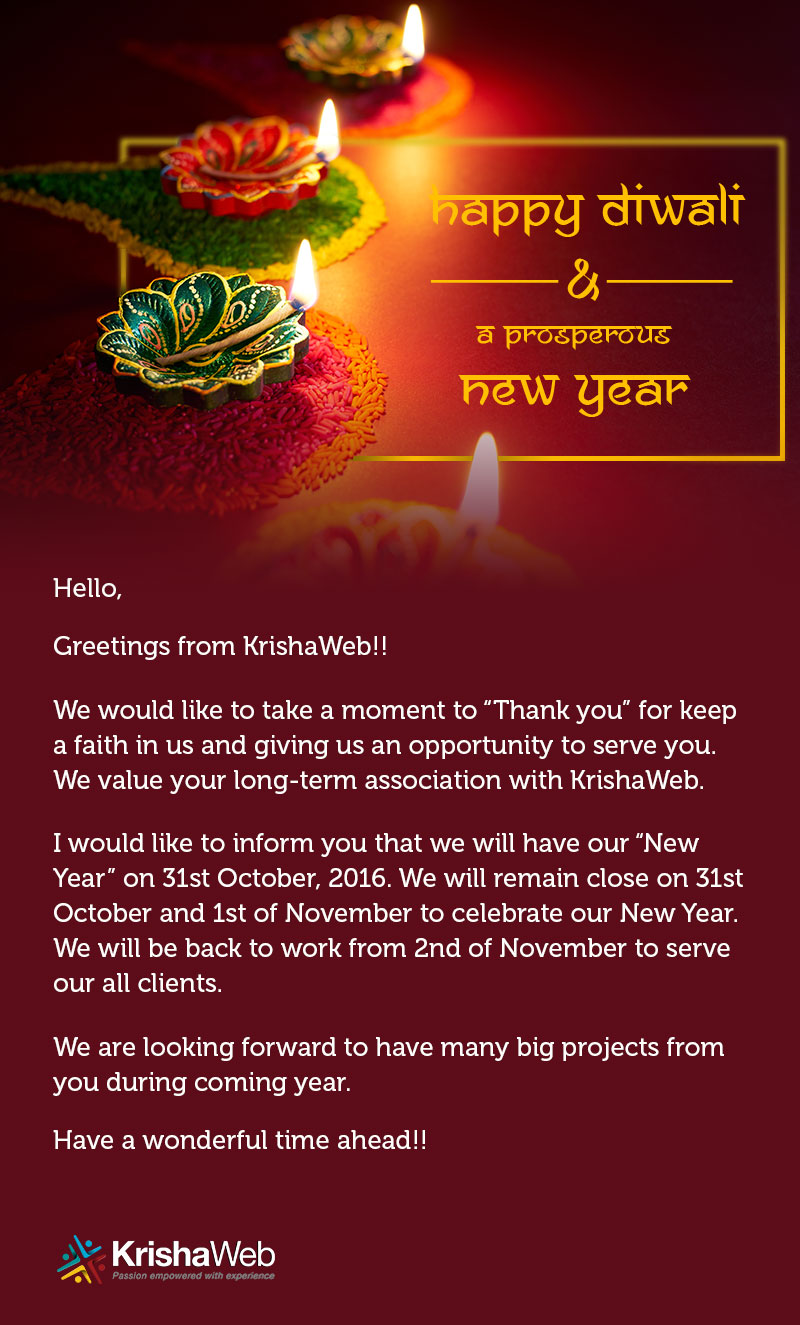 Happy Diwali
&
A Prosperous
New Year
Hello,
Greetings from KrishaWeb!!
We would like to take a moment to “Thank you” for keep
a faith in us and giving us an opportunity to serve you.
We value your long-term association with KrishaWeb.
I would like to inform you that we will have our “New
Year” on 31st October, 2016. We will remain close on 31st
October and 1st of November to celebrate our New Year.
We will be back to work from 2nd of November to serve
our all clients.
We are looking forward to have many big projects from
you during coming year.
Have a wonderful time ahead!!
KrishaWeb
Passion empowered with experience